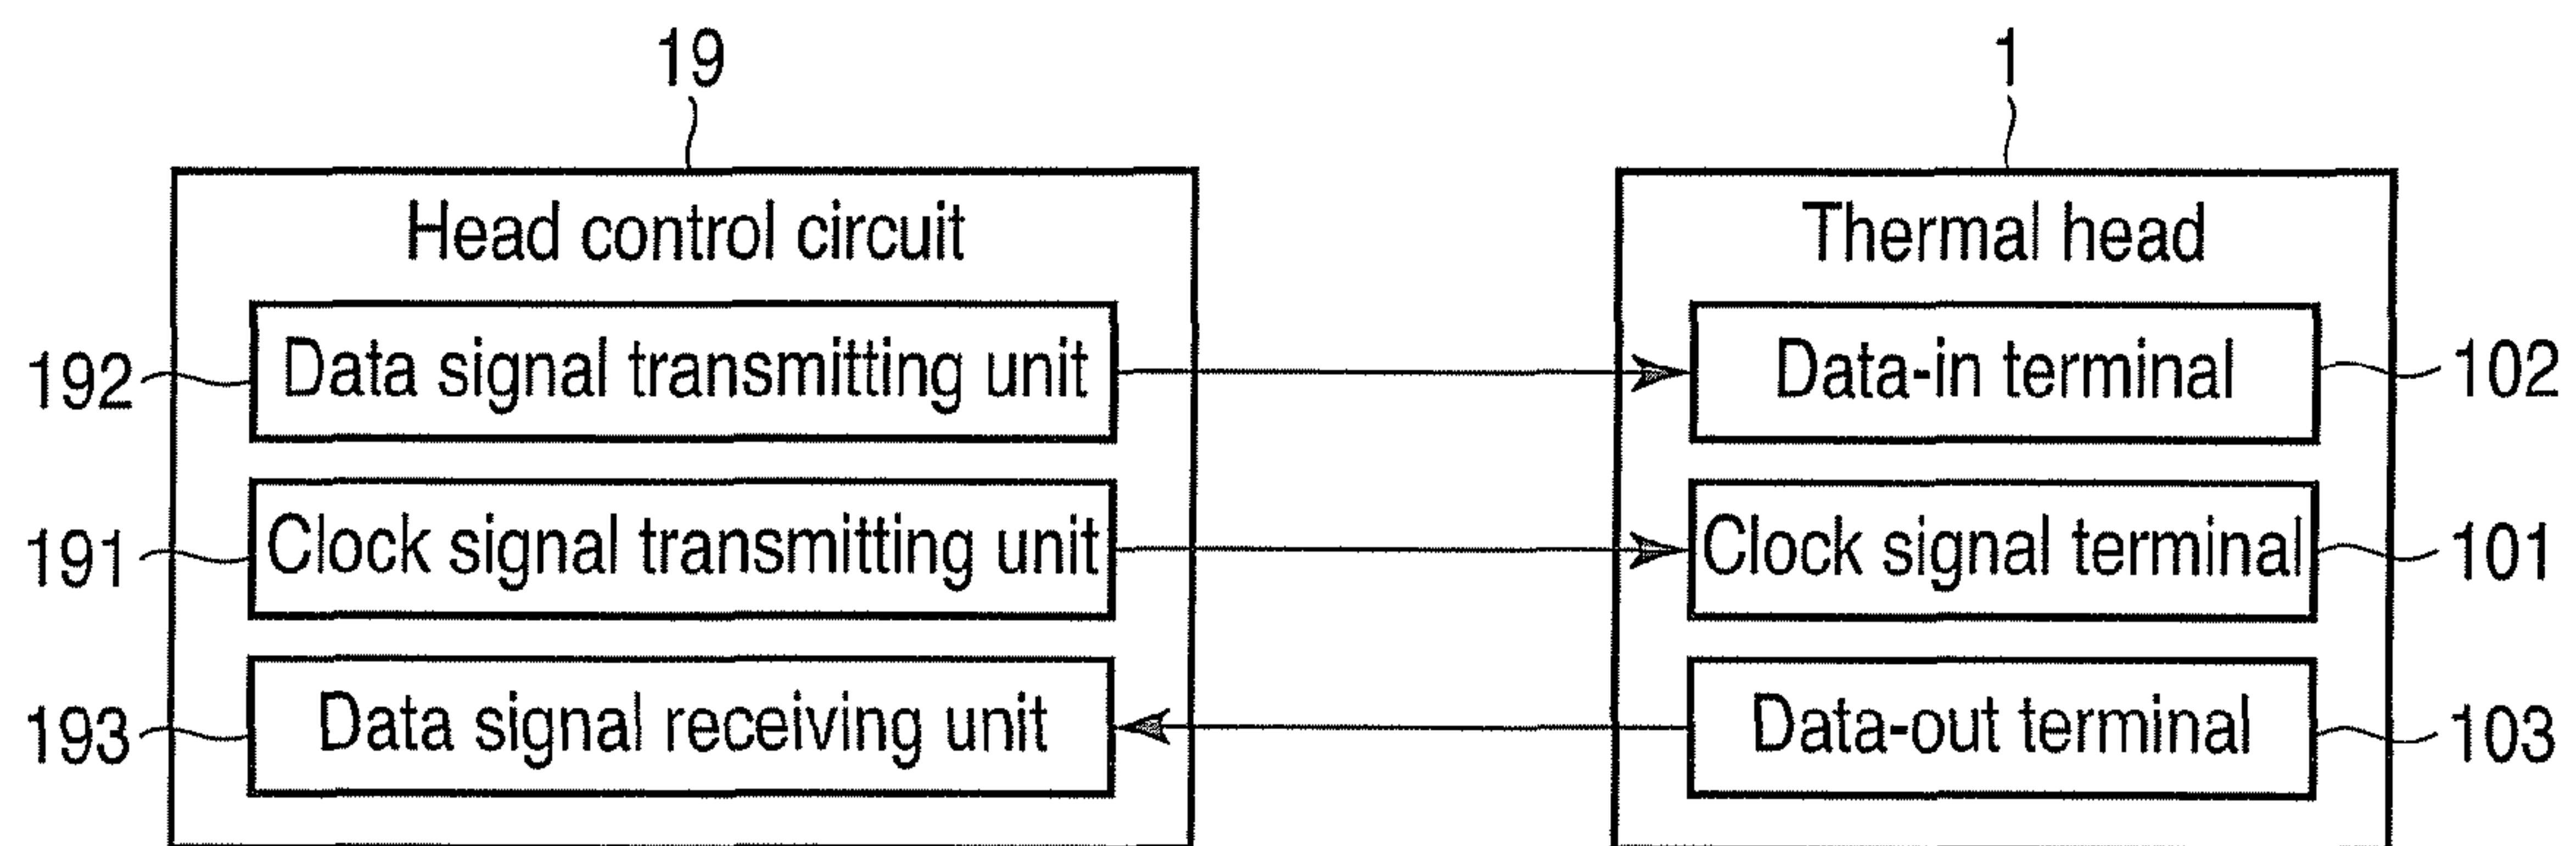 19 1
Head control circuit Thermal head
192 Data signal transmitting unit Data-in terminal 102
191 Clock signal transmitting unit Clock signal terminal 101
193 Data signal receiving unit Data-out terminal 103